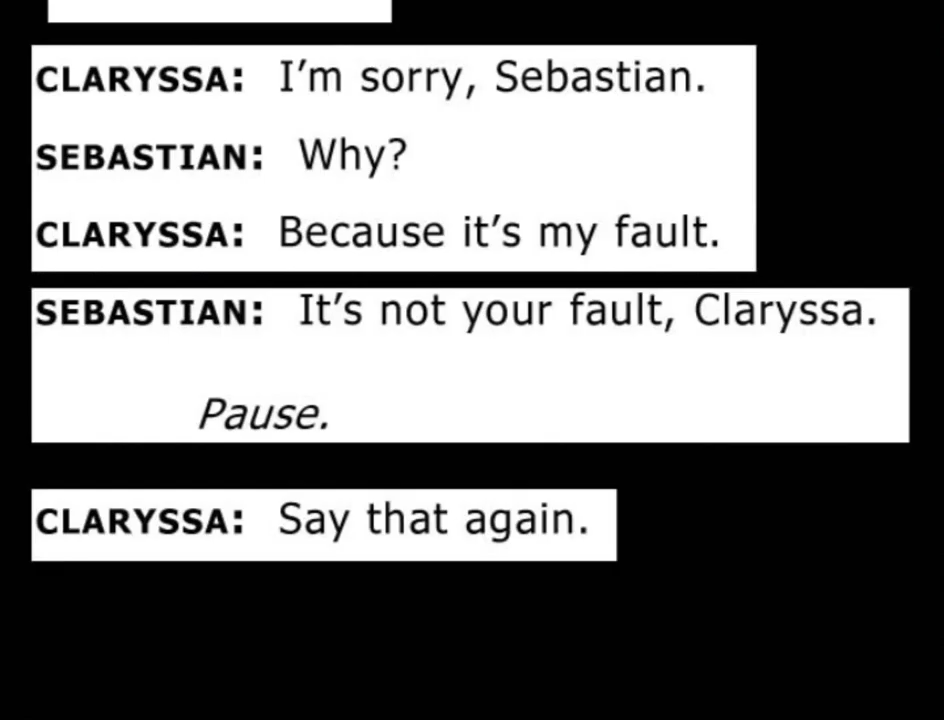 CLARYSSA: I’m sorry, Sebastian.
SEBASTIAN: Why?
CLARYSSA: Because it’s my fault.
SEBASTIAN: It’s not your fault, Claryssa.
Pause.
CLARYSSA: Say that again.